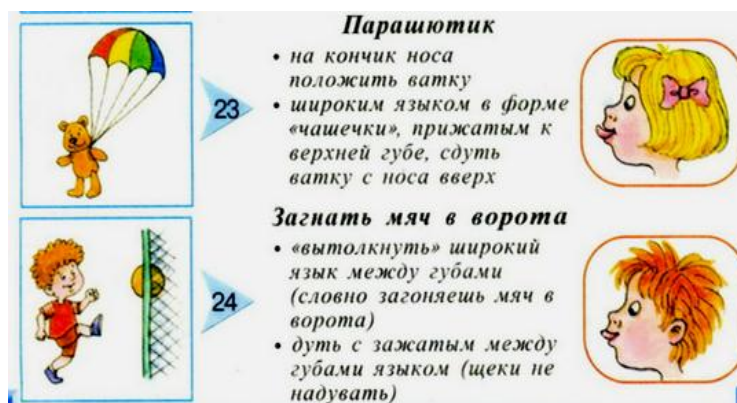 Парашютик
• на кончик носа
положить ватку
23
• широким языком в форме
«чашечки», прижатым к
верхней губе, сдуть
ватку с носа вверх
Загнать мяч в ворота
• «вытолкнуть» широкий
язык между губами
(словно загоняешь мяч в
24
ворота)
• дуть с зажатым между
губами языком (щеки не
надувать)